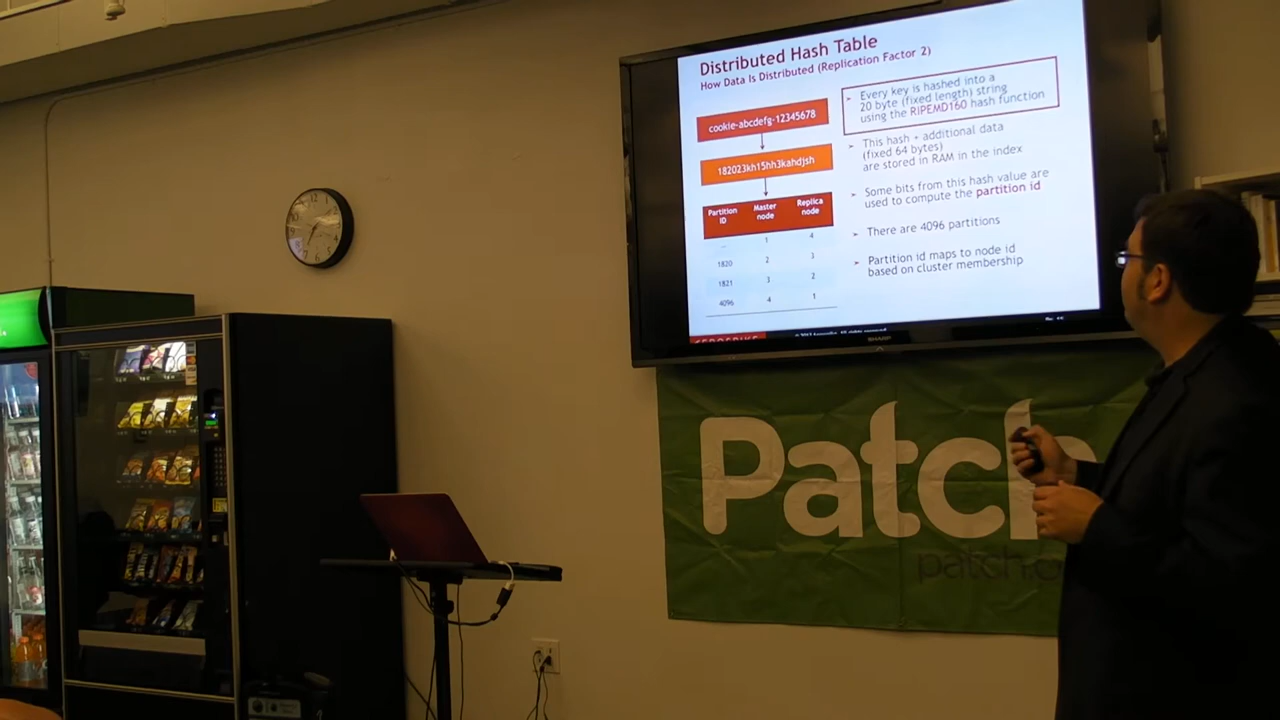 Distributed Hash Table
How Data Is Distributed (Replication Factor 2)
cookie-abcdefg-12345678
182023kh15hh3kahdjsh
Partition ID Master node Replica node
... 1 4
1820 2 3
1821 3 2
4096 4 1
Every key is hashed into a
20 byte (fixed length) string
using the RIPEMD160 hash function
This hash + additional data
(fixed 64 bytes)
are stored in RAM in the index
Some bits from this hash value are
used to compute the partition id
There are 4096 partitions
Partition id maps to node id
based on cluster membership
SHARP
Patch